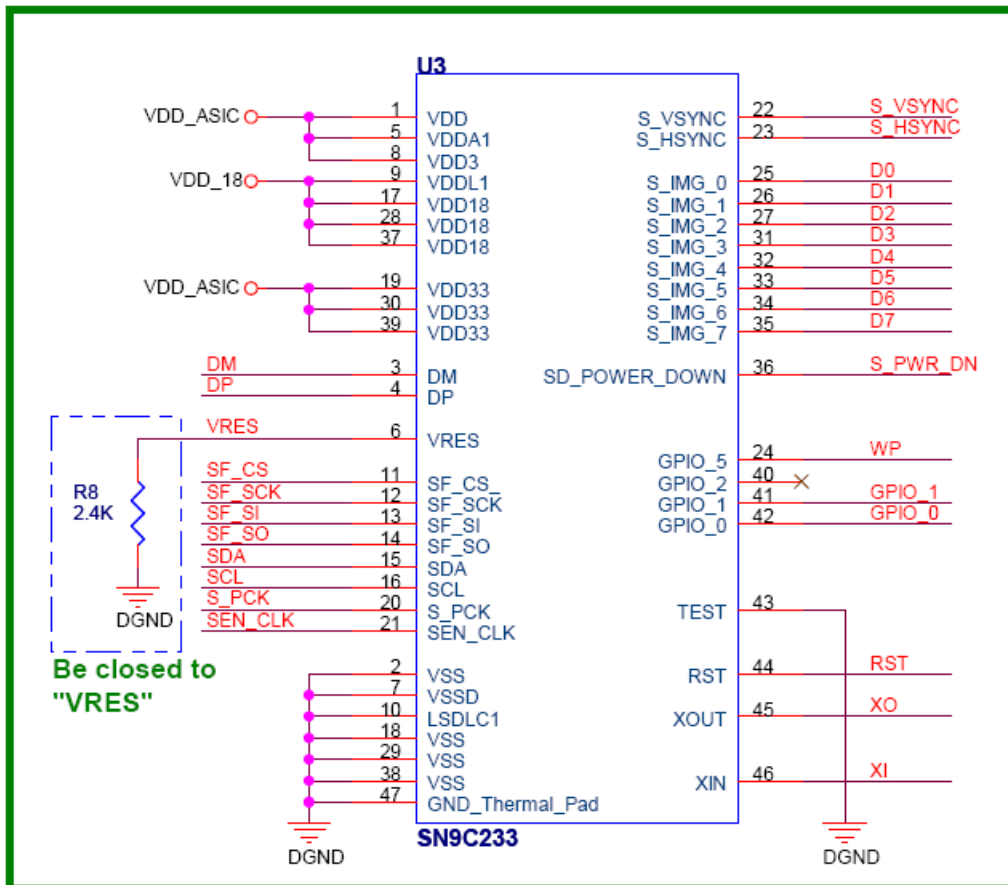 U3
VDD_ASIC 1 VDD S_VSYNC 22 S_VSYNC
5 VDDA1 S_HSYNC 23 S_HSYNC
8 VDD3
VDD_18 9 VDDL1 S_IMG_0 25 D0
17 VDD18 S_IMG_1 26 D1
28 VDD18 S_IMG_2 27 D2
37 VDD18 S_IMG_3 31 D3
S_IMG_4 32 D4
VDD_ASIC 19 VDD33 S_IMG_5 33 D5
30 VDD33 S_IMG_6 34 D6
39 VDD33 S_IMG_7 35 D7
DM 3 DM SD_POWER_DOWN 36 S_PWR_DN
DP 4 DP
VRES 6 VRES
GPIO_5 24 WP
SF_CS 11 SF_CS_ GPIO_2 40
R8 SF_SCK 12 SF_SCK GPIO_1 41 GPIO_1
2.4K SF_SI 13 SF_SI GPIO_0 42 GPIO_0
SF_SO 14 SF_SO
SDA 15 SDA
SCL 16 SCL
DGND S_PCK 20 S_PCK TEST 43
SEN_CLK 21 SEN_CLK
Be closed to
"VRES"
2 VSS RST 44 RST
7 VSSD
10 LSDLC1 XOUT 45 XO
18 VSS
29 VSS
38 VSS XIN 46 XI
47 GND_Thermal_Pad
SN9C233
DGND DGND